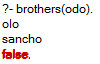 ?- brothers(odo).
olo
sancho
false.